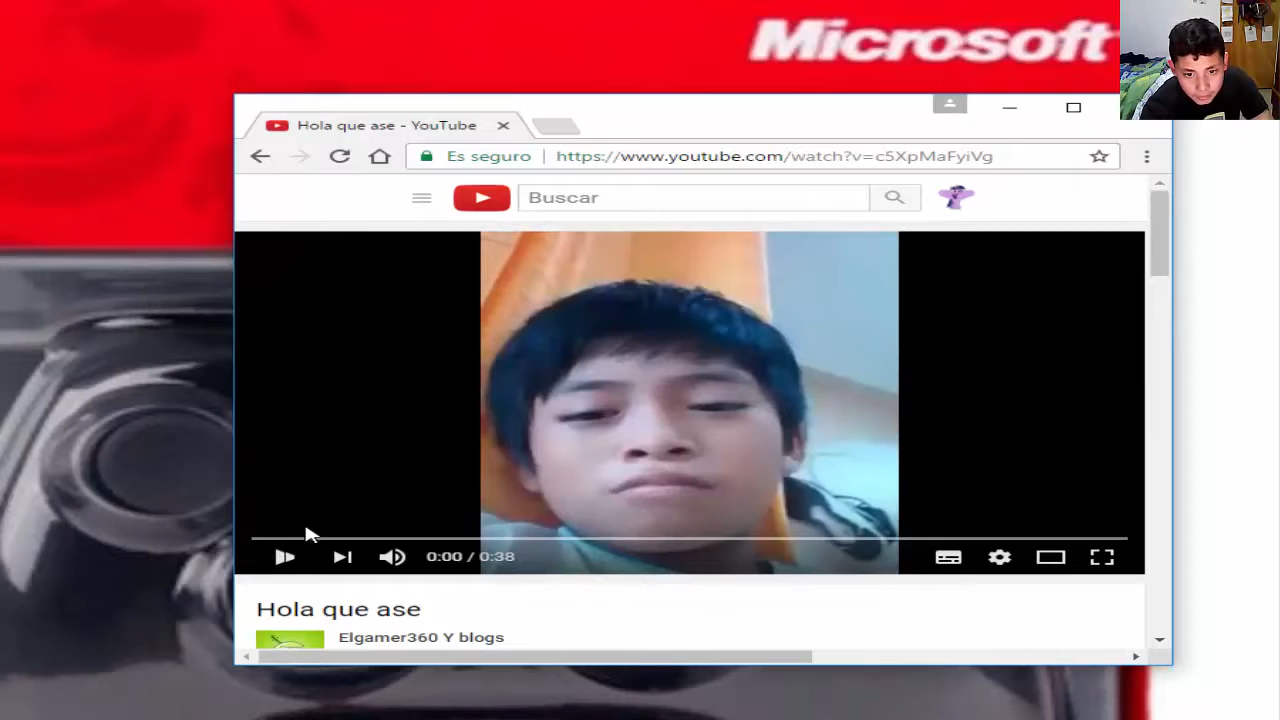 Microsoft
Hola que ase - YouTube
Es seguro | https://www.youtube.com/watch?v=c5XpMaFyiVg
Buscar
0:00 / 0:38
Hola que ase
Elgamer360 Y blogs